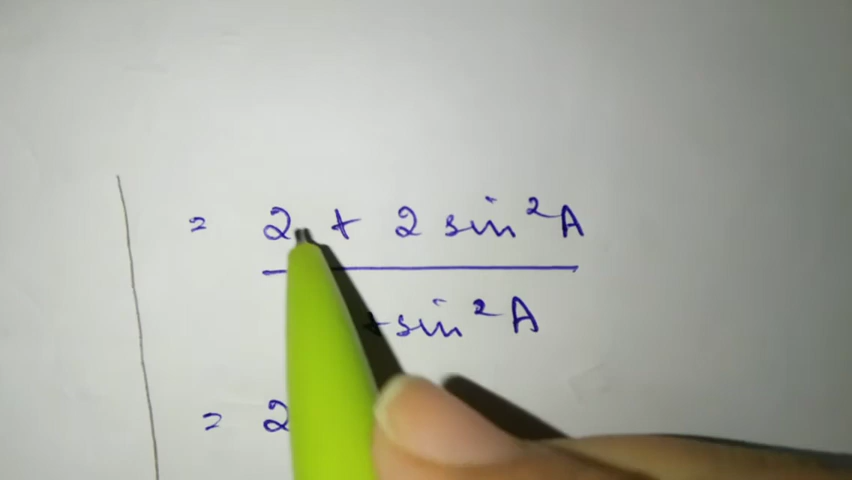 = 2 + 2 sin²A
+ sin²A
= 2